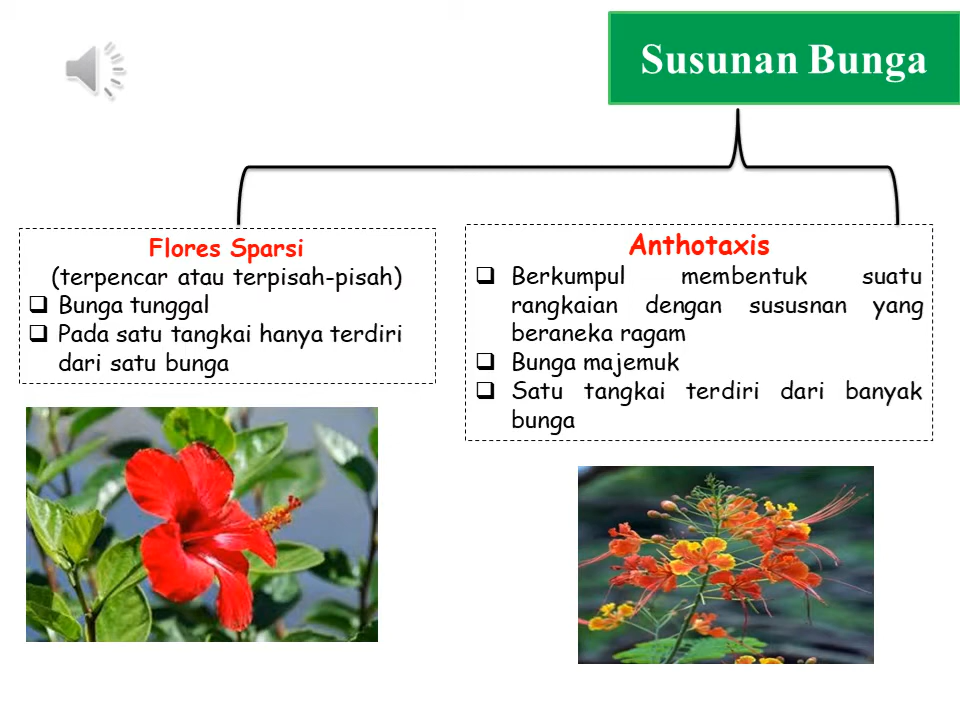 Susunan Bunga
Flores Sparsi
(terpencar atau terpisah-pisah)
❑ Bunga tunggal
❑ Pada satu tangkai hanya terdiri
dari satu bunga
Anthotaxis
❑ Berkumpul membentuk suatu
rangkaian dengan sususnan yang
beraneka ragam
❑ Bunga majemuk
❑ Satu tangkai terdiri dari banyak
bunga